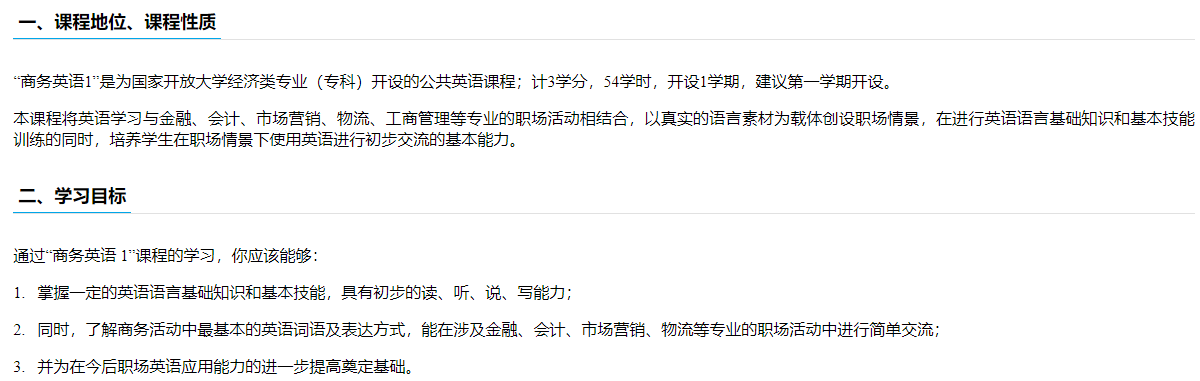 一、课程地位、课程性质
“商务英语1”是为国家开放大学经济类专业（专科）开设的公共英语课程；计3学分，54学时，开设1学期，建议第一学期开设。
本课程将英语学习与金融、会计、市场营销、物流、工商管理等专业的职场活动相结合，以真实的语言素材为载体创设职场情景，在进行英语语言基础知识和基本技能
训练的同时，培养学生在职场情景下使用英语进行初步交流的基本能力。
二、学习目标
通过“商务英语 1”课程的学习，你应该能够：
1. 掌握一定的英语语言基础知识和基本技能，具有初步的读、听、说、写能力；
2. 同时，了解商务活动中最基本的英语词语及表达方式，能在涉及金融、会计、市场营销、物流等专业的职场活动中进行简单交流；
3. 并为在今后职场英语应用能力的进一步提高奠定基础。